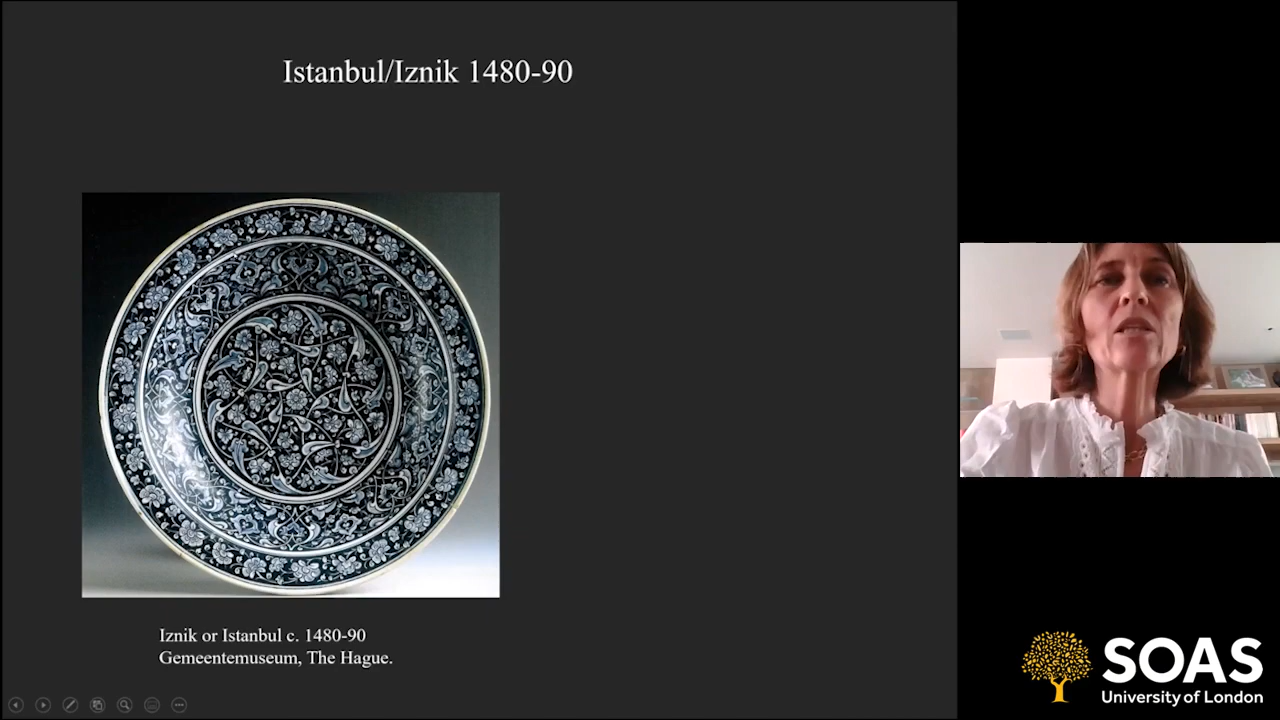 Istanbul/Iznik 1480-90
Iznik or Istanbul c. 1480-90
Gemeentemuseum, The Hague.
SOAS
University of London